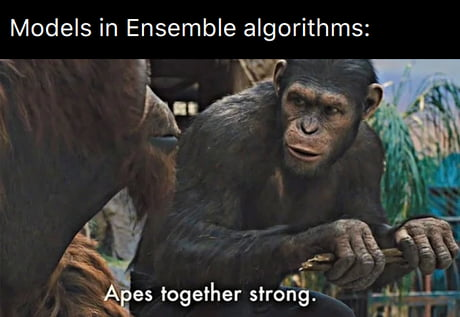 Models in Ensemble algorithms:
Apes together strong.